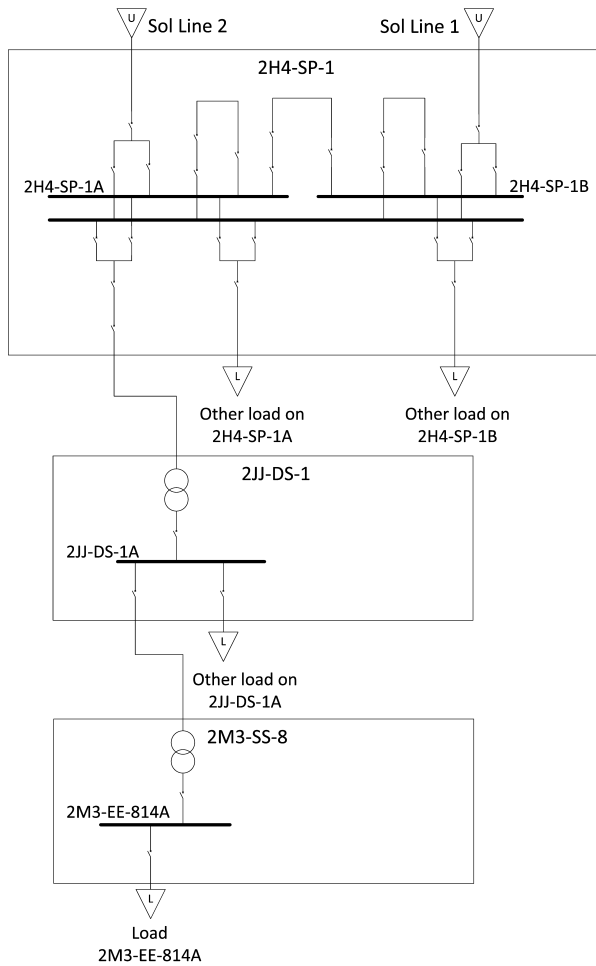 U
Sol Line 2
U
Sol Line 1
2H4-SP-1
2H4-SP-1A
2H4-SP-1B
L
L
Other load on
2H4-SP-1A
Other load on
2H4-SP-1B
2JJ-DS-1
2JJ-DS-1A
L
Other load on
2JJ-DS-1A
2M3-SS-8
2M3-EE-814A
L
Load
2M3-EE-814A